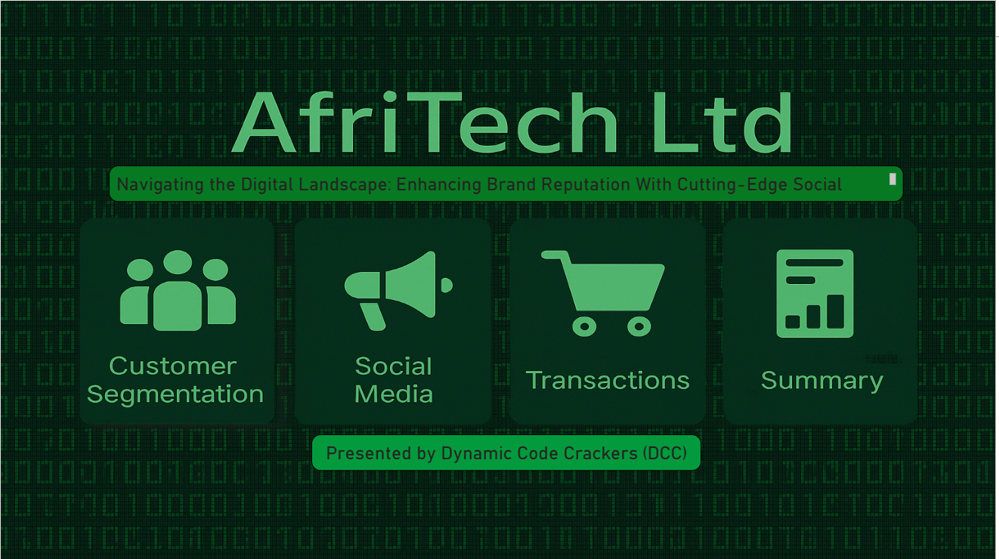 AfriTech Ltd
Navigating the Digital Landscape: Enhancing Brand Reputation With Cutting-Edge Social
Customer
Segmentation
Social
Media
Transactions
Summary
Presented by Dynamic Code Crackers (DCC)